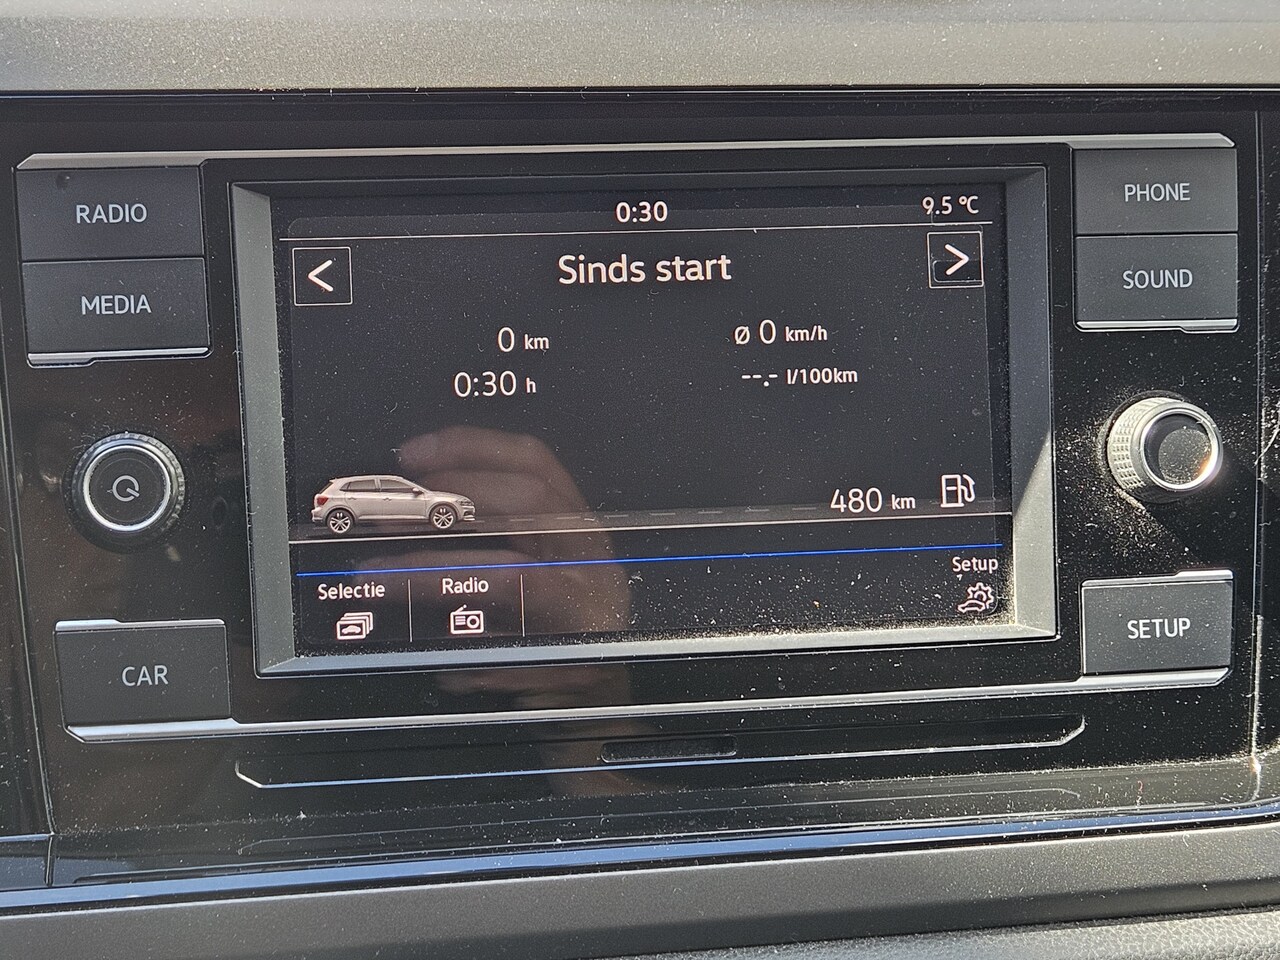 RADIO
MEDIA
CAR
0:30
9.5 °C
<
Sinds start
>
0 km
Ø 0 km/h
0:30 h
--.- l/100km
480 km
Selectie
Radio
Setup
PHONE
SOUND
SETUP